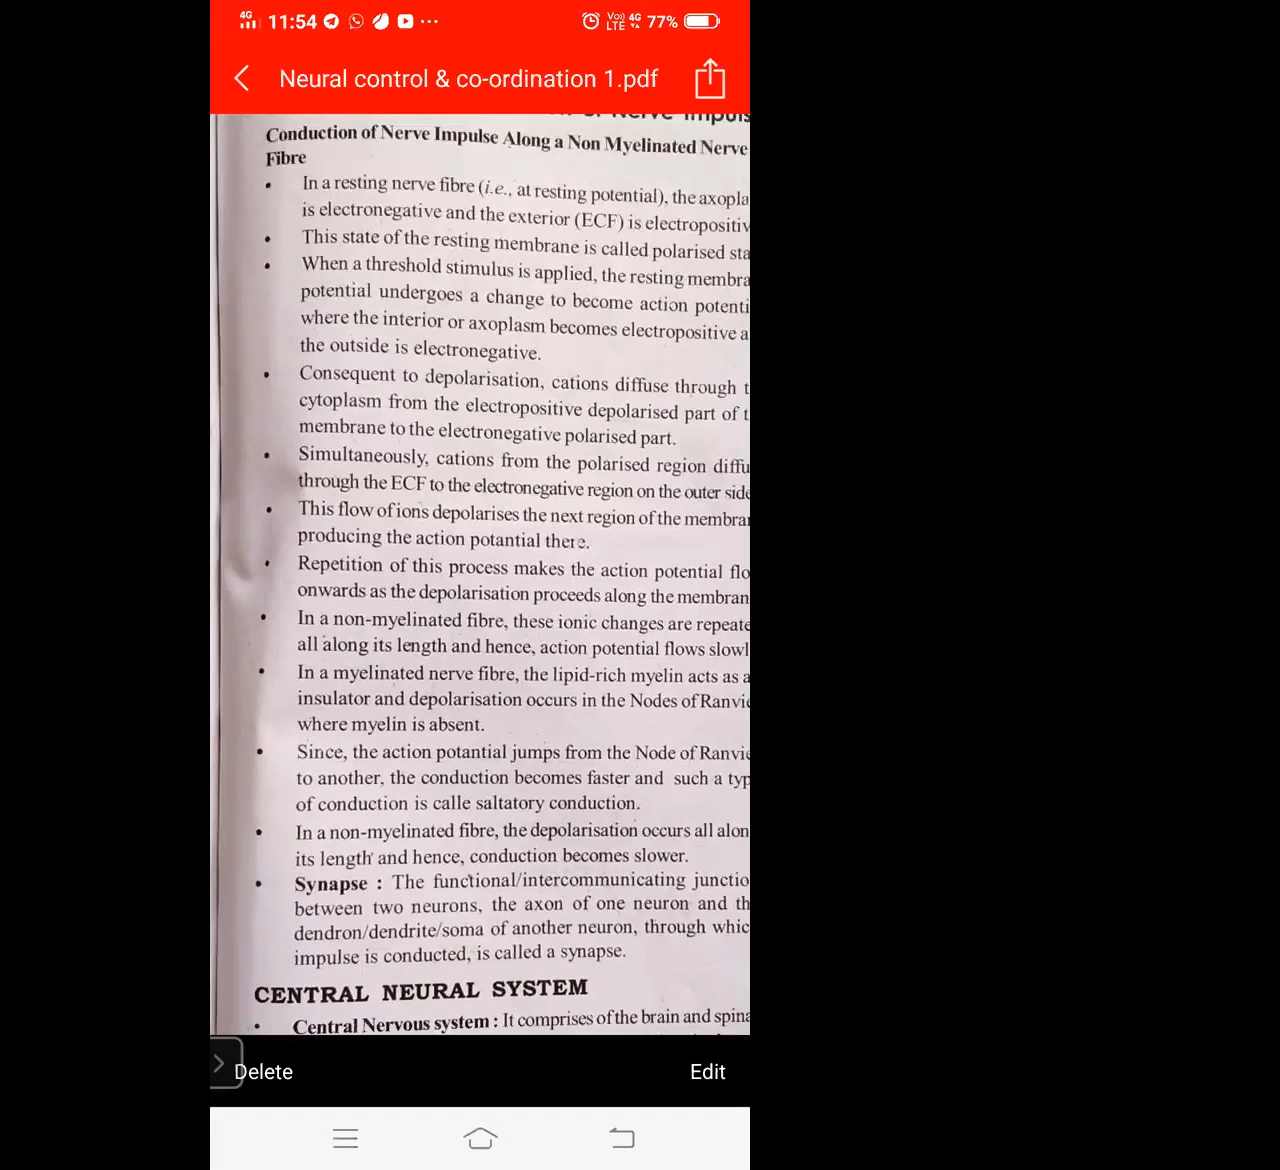 4G 11:54 ... Vo)) LTE 4G 77%
Neural control & co-ordination 1.pdf
Conduction of Nerve Impulse Along a Non Myelinated Nerve
Fibre
• In a resting nerve fibre (i.e., at resting potential), the axopla
is electronegative and the exterior (ECF) is electropositiv
• This state of the resting membrane is called polarised sta
• When a threshold stimulus is applied, the resting membra
potential undergoes a change to become action potenti
where the interior or axoplasm becomes electropositive a
the outside is electronegative.
• Consequent to depolarisation, cations diffuse through t
cytoplasm from the electropositive depolarised part of t
membrane to the electronegative polarised part.
• Simultaneously, cations from the polarised region diffu
through the ECF to the electronegative region on the outer side
• This flow of ions depolarises the next region of the membra
producing the action potantial there.
• Repetition of this process makes the action potential flo
onwards as the depolarisation proceeds along the membran
• In a non-myelinated fibre, these ionic changes are repeate
all along its length and hence, action potential flows slowl
• In a myelinated nerve fibre, the lipid-rich myelin acts as a
insulator and depolarisation occurs in the Nodes of Ranvie
where myelin is absent.
• Since, the action potantial jumps from the Node of Ranvie
to another, the conduction becomes faster and such a typ
of conduction is calle saltatory conduction.
• In a non-myelinated fibre, the depolarisation occurs all alon
its length and hence, conduction becomes slower.
• Synapse : The functional/intercommunicating junctio
between two neurons, the axon of one neuron and th
dendron/dendrite/soma of another neuron, through whic
impulse is conducted, is called a synapse.
CENTRAL NEURAL SYSTEM
• Central Nervous system : It comprises of the brain and spina
Delete Edit